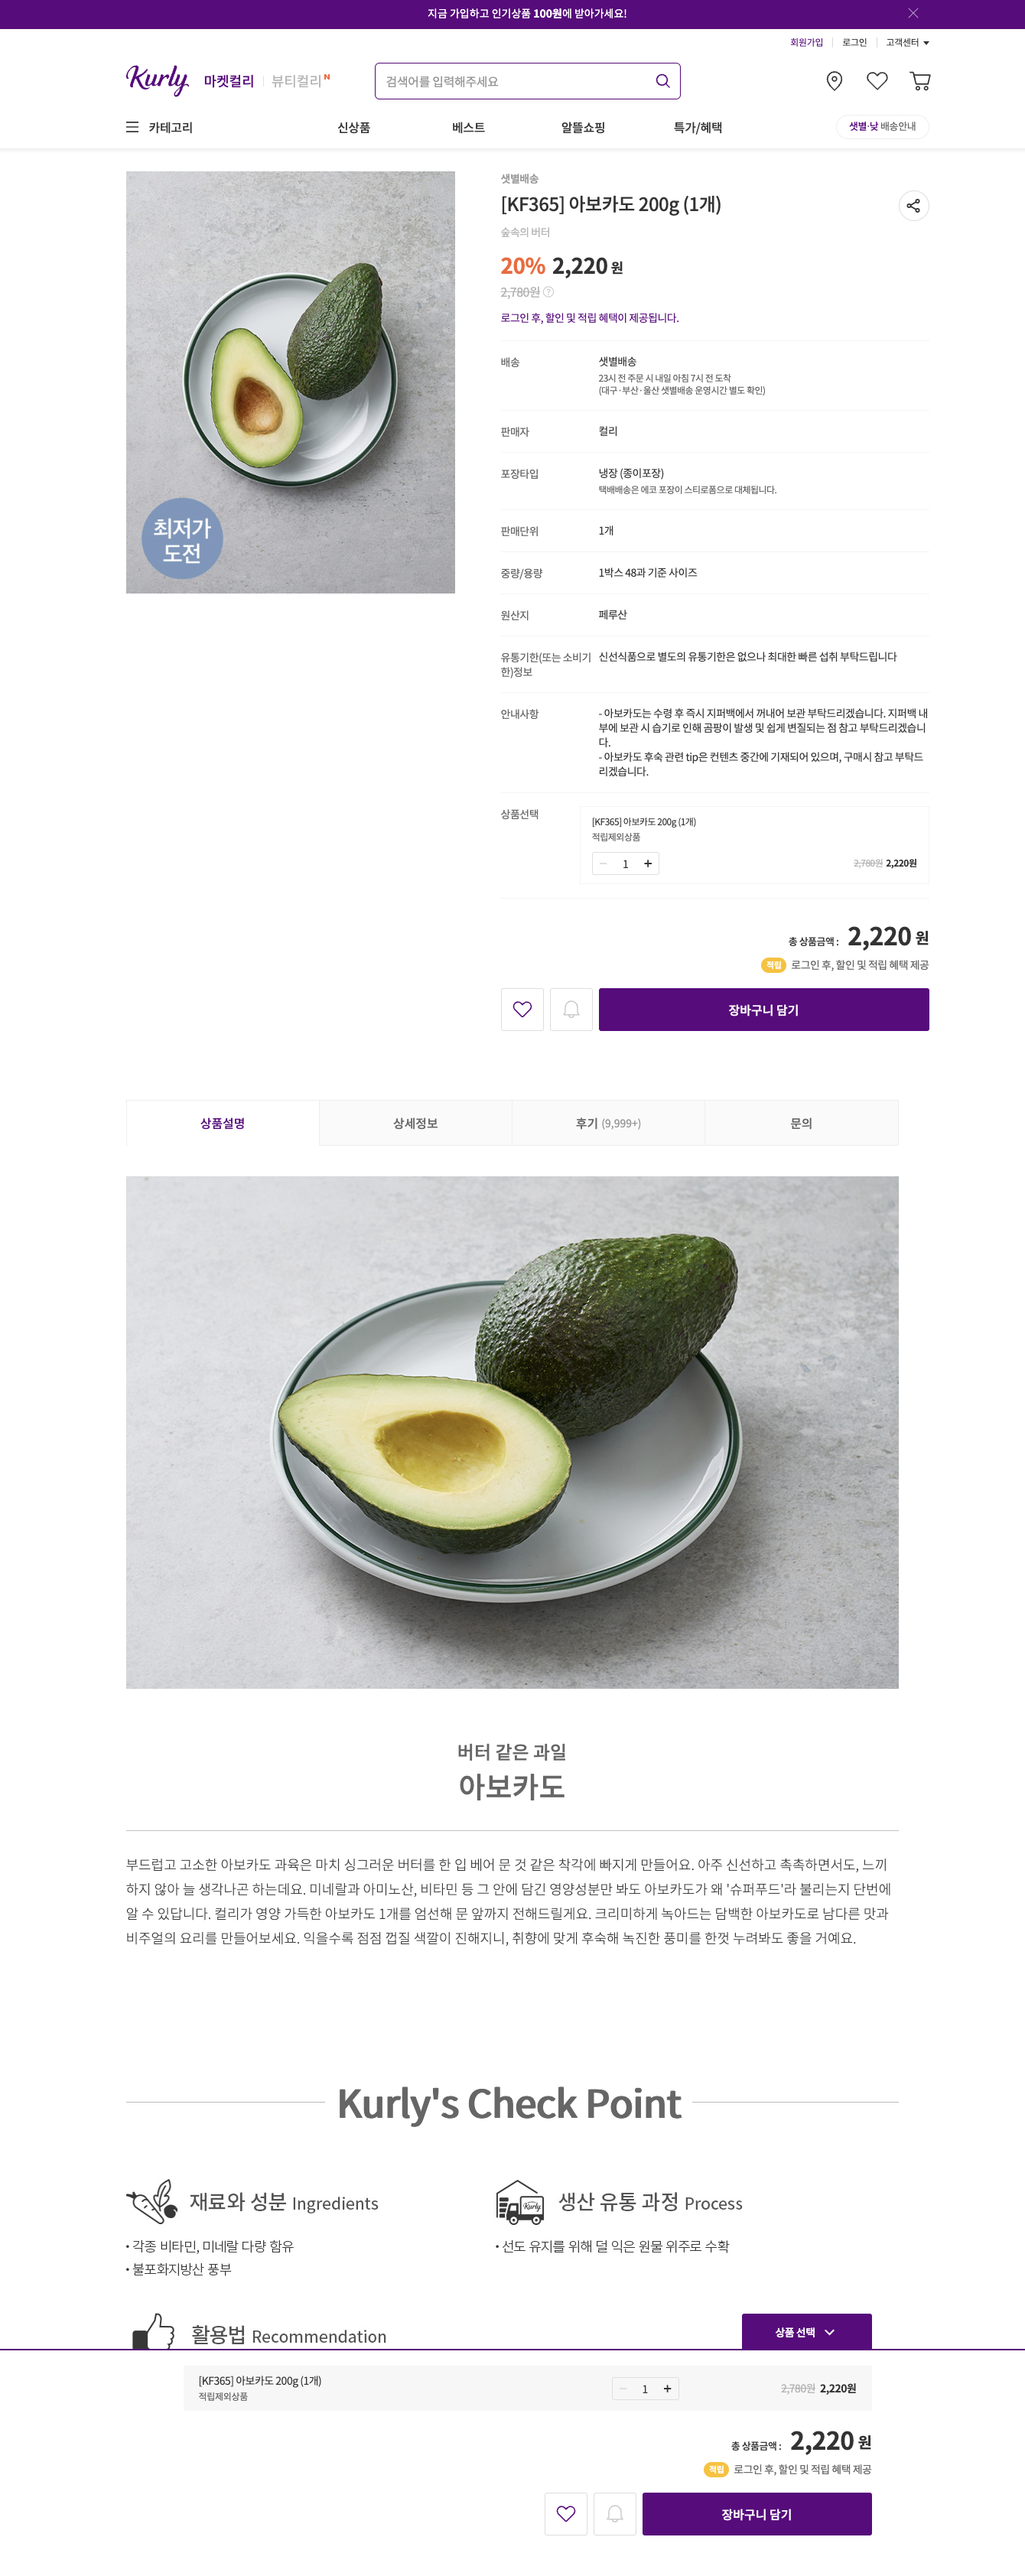 지금 가입하고 인기상품 100원에 받아가세요!
회원가입 로그인 고객센터
Kurly 마켓컬리 뷰티컬리 N
검색어를 입력해주세요
카테고리 신상품 베스트 알뜰쇼핑 특가/혜택 샛별·낮 배송안내
샛별배송
[KF365] 아보카도 200g (1개)
숲속의 버터
20% 2,220 원
2,780원 ?
로그인 후, 할인 및 적립 혜택이 제공됩니다.
최저가
도전
배송 샛별배송
23시 전 주문 시 내일 아침 7시 전 도착
(대구·부산·울산 샛별배송 운영시간 별도 확인)
판매자 컬리
포장타입 냉장 (종이포장)
택배배송은 에코 포장이 스티로폼으로 대체됩니다.
판매단위 1개
중량/용량 1박스 48과 기준 사이즈
원산지 페루산
유통기한(또는 소비기 신선식품으로 별도의 유통기한은 없으나 최대한 빠른 섭취 부탁드립니다
한)정보
안내사항 - 아보카도는 수령 후 즉시 지퍼백에서 꺼내어 보관 부탁드리겠습니다. 지퍼백 내
부에 보관 시 습기로 인해 곰팡이 발생 및 쉽게 변질되는 점 참고 부탁드리겠습니
다.
- 아보카도 후숙 관련 tip은 컨텐츠 중간에 기재되어 있으며, 구매시 참고 부탁드
리겠습니다.
상품선택 [KF365] 아보카도 200g (1개)
적립제외상품
1 2,780원 2,220원
총 상품금액 : 2,220 원
적립 로그인 후, 할인 및 적립 혜택 제공
장바구니 담기
상품설명 상세정보 후기 (9,999+) 문의
버터 같은 과일
아보카도
부드럽고 고소한 아보카도 과육은 마치 싱그러운 버터를 한 입 베어 문 것 같은 착각에 빠지게 만들어요. 아주 신선하고 촉촉하면서도, 느끼
하지 않아 늘 생각나곤 하는데요. 미네랄과 아미노산, 비타민 등 그 안에 담긴 영양성분만 봐도 아보카도가 왜 '슈퍼푸드'라 불리는지 단번에
알 수 있답니다. 컬리가 영양 가득한 아보카도 1개를 엄선해 문 앞까지 전해드릴게요. 크리미하게 녹아드는 담백한 아보카도로 남다른 맛과
비주얼의 요리를 만들어보세요. 익을수록 점점 껍질 색깔이 진해지니, 취향에 맞게 후숙해 녹진한 풍미를 한껏 누려봐도 좋을 거예요.
Kurly's Check Point
재료와 성분 Ingredients
• 각종 비타민, 미네랄 다량 함유
• 불포화지방산 풍부
Kurly
생산 유통 과정 Process
• 선도 유지를 위해 덜 익은 원물 위주로 수확
활용법 Recommendation
상품 선택
[KF365] 아보카도 200g (1개)
적립제외상품
1 2,780원 2,220원
총 상품금액 : 2,220 원
적립 로그인 후, 할인 및 적립 혜택 제공
장바구니 담기